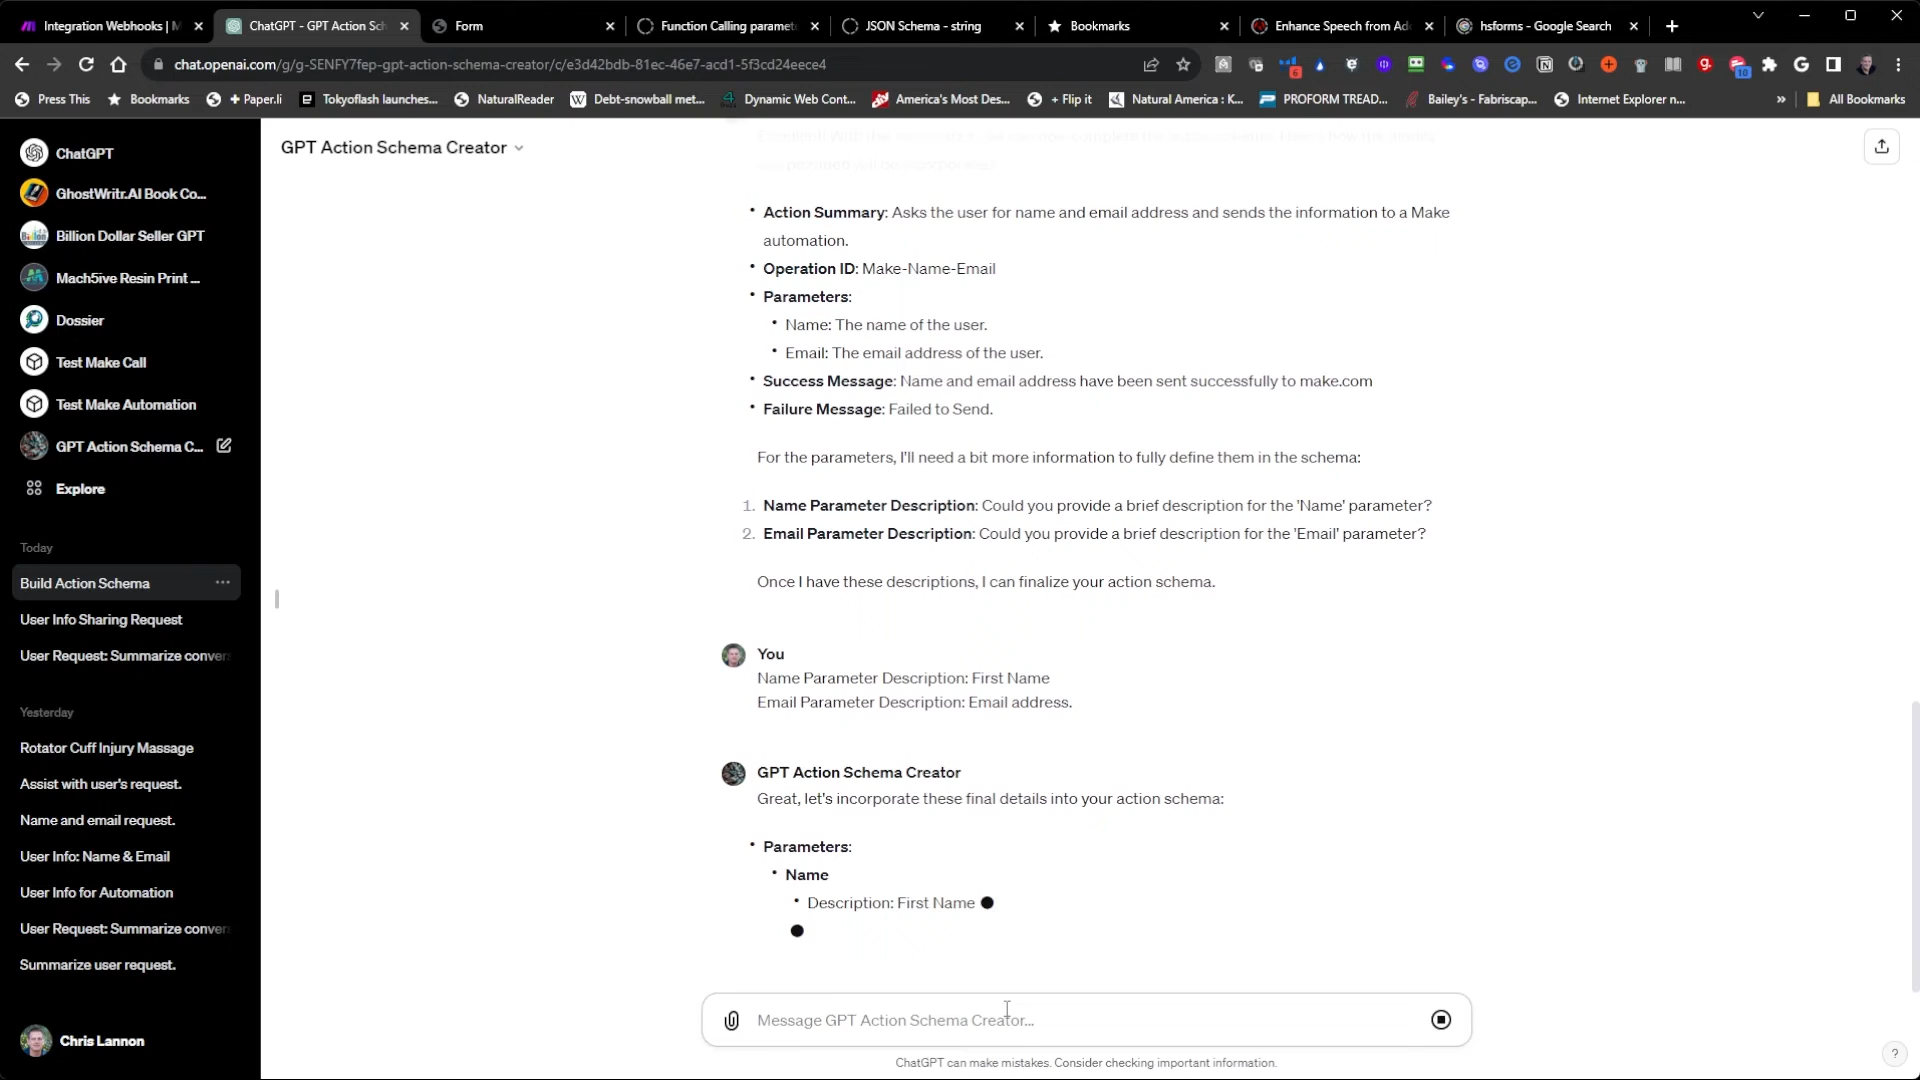 Integration Webhooks | M
ChatGPT - GPT Action Sch
Form
Function Calling paramete
JSON Schema - string
Bookmarks
Enhance Speech from Ado
hsforms - Google Search
chat.openai.com/g/g-SENFY7fep-gpt-action-schema-creator/c/e3d42bdb-81ec-46e7-acd1-5f3cd24eece4
6
10
Press This
Bookmarks
+ Paper.li
Tokyoflash launches...
NaturalReader
Debt-snowball met...
Dynamic Web Cont...
America's Most Des...
+ Flip it
Natural America : K...
PROFORM TREAD...
Bailey's - Fabriscap...
Internet Explorer n...
»
All Bookmarks
ChatGPT
GhostWritr.AI Book Co...
Billion Dollar Seller GPT
Mach5ive Resin Print ...
Dossier
Test Make Call
Test Make Automation
GPT Action Schema C...
Explore
Today
Build Action Schema
User Info Sharing Request
User Request: Summarize conver
Yesterday
Rotator Cuff Injury Massage
Assist with user's request.
Name and email request.
User Info: Name & Email
User Info for Automation
User Request: Summarize conver
Summarize user request.
Chris Lannon
GPT Action Schema Creator
• Action Summary: Asks the user for name and email address and sends the information to a Make
automation.
• Operation ID: Make-Name-Email
• Parameters:
• Name: The name of the user.
• Email: The email address of the user.
• Success Message: Name and email address have been sent successfully to make.com
• Failure Message: Failed to Send.
For the parameters, I'll need a bit more information to fully define them in the schema:
1. Name Parameter Description: Could you provide a brief description for the 'Name' parameter?
2. Email Parameter Description: Could you provide a brief description for the 'Email' parameter?
Once I have these descriptions, I can finalize your action schema.
You
Name Parameter Description: First Name
Email Parameter Description: Email address.
GPT Action Schema Creator
Great, let's incorporate these final details into your action schema:
• Parameters:
• Name
• Description: First Name
Message GPT Action Schema Creator...
ChatGPT can make mistakes. Consider checking important information.
?